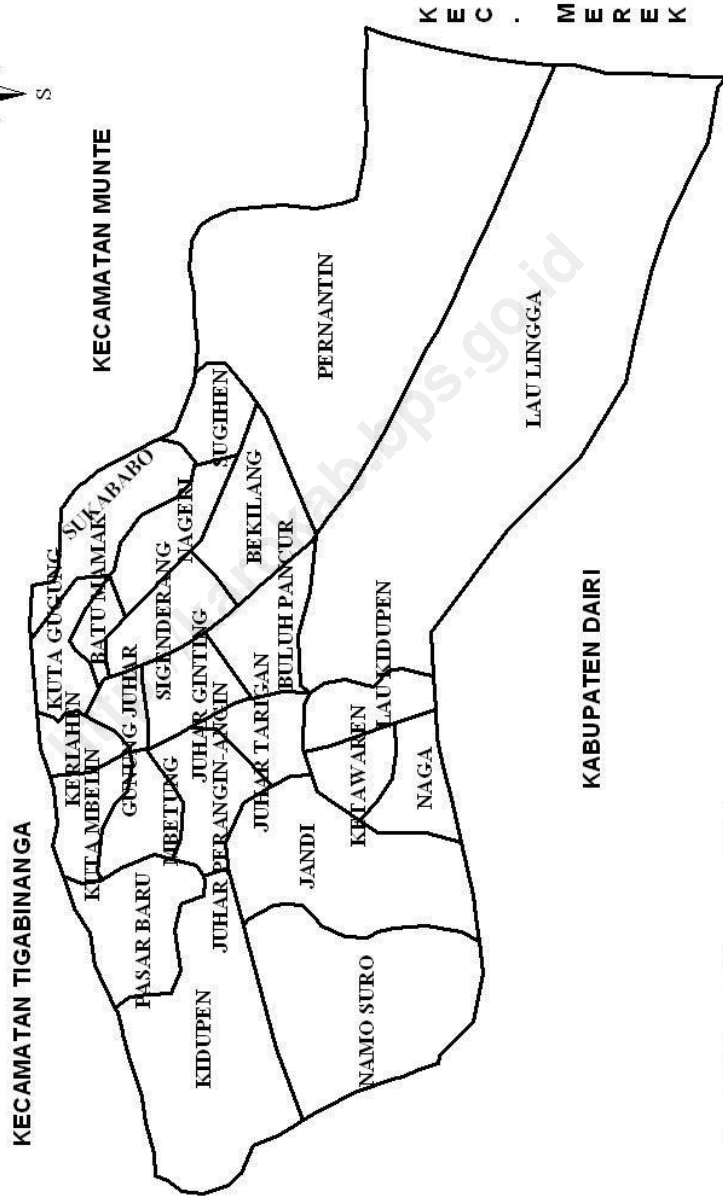 S
KEC. MEREK
KECAMATAN MUNTE
KECAMATAN TIGABINANGA
KABUPATEN DAIRI
PERNANTIN
LAU LINGGA
SUGIHEN
SUKABABO
NAGERI
BEKILANG
KUTA GUGUNG
BATU MAMAK
SIGENDERANG
BULUH PANCUR
KERIAHEN
GUNUNG JUHAR
JUHAR GINTING
JUHAR TARIGAN
LAU KIDUPEN
KUTA MBELIN
MBETUNG
JUHAR PERANGIN-ANGIN
KETAWAREN
NAGA
PASAR BARU
JANDI
KIDUPEN
NAMO SURO